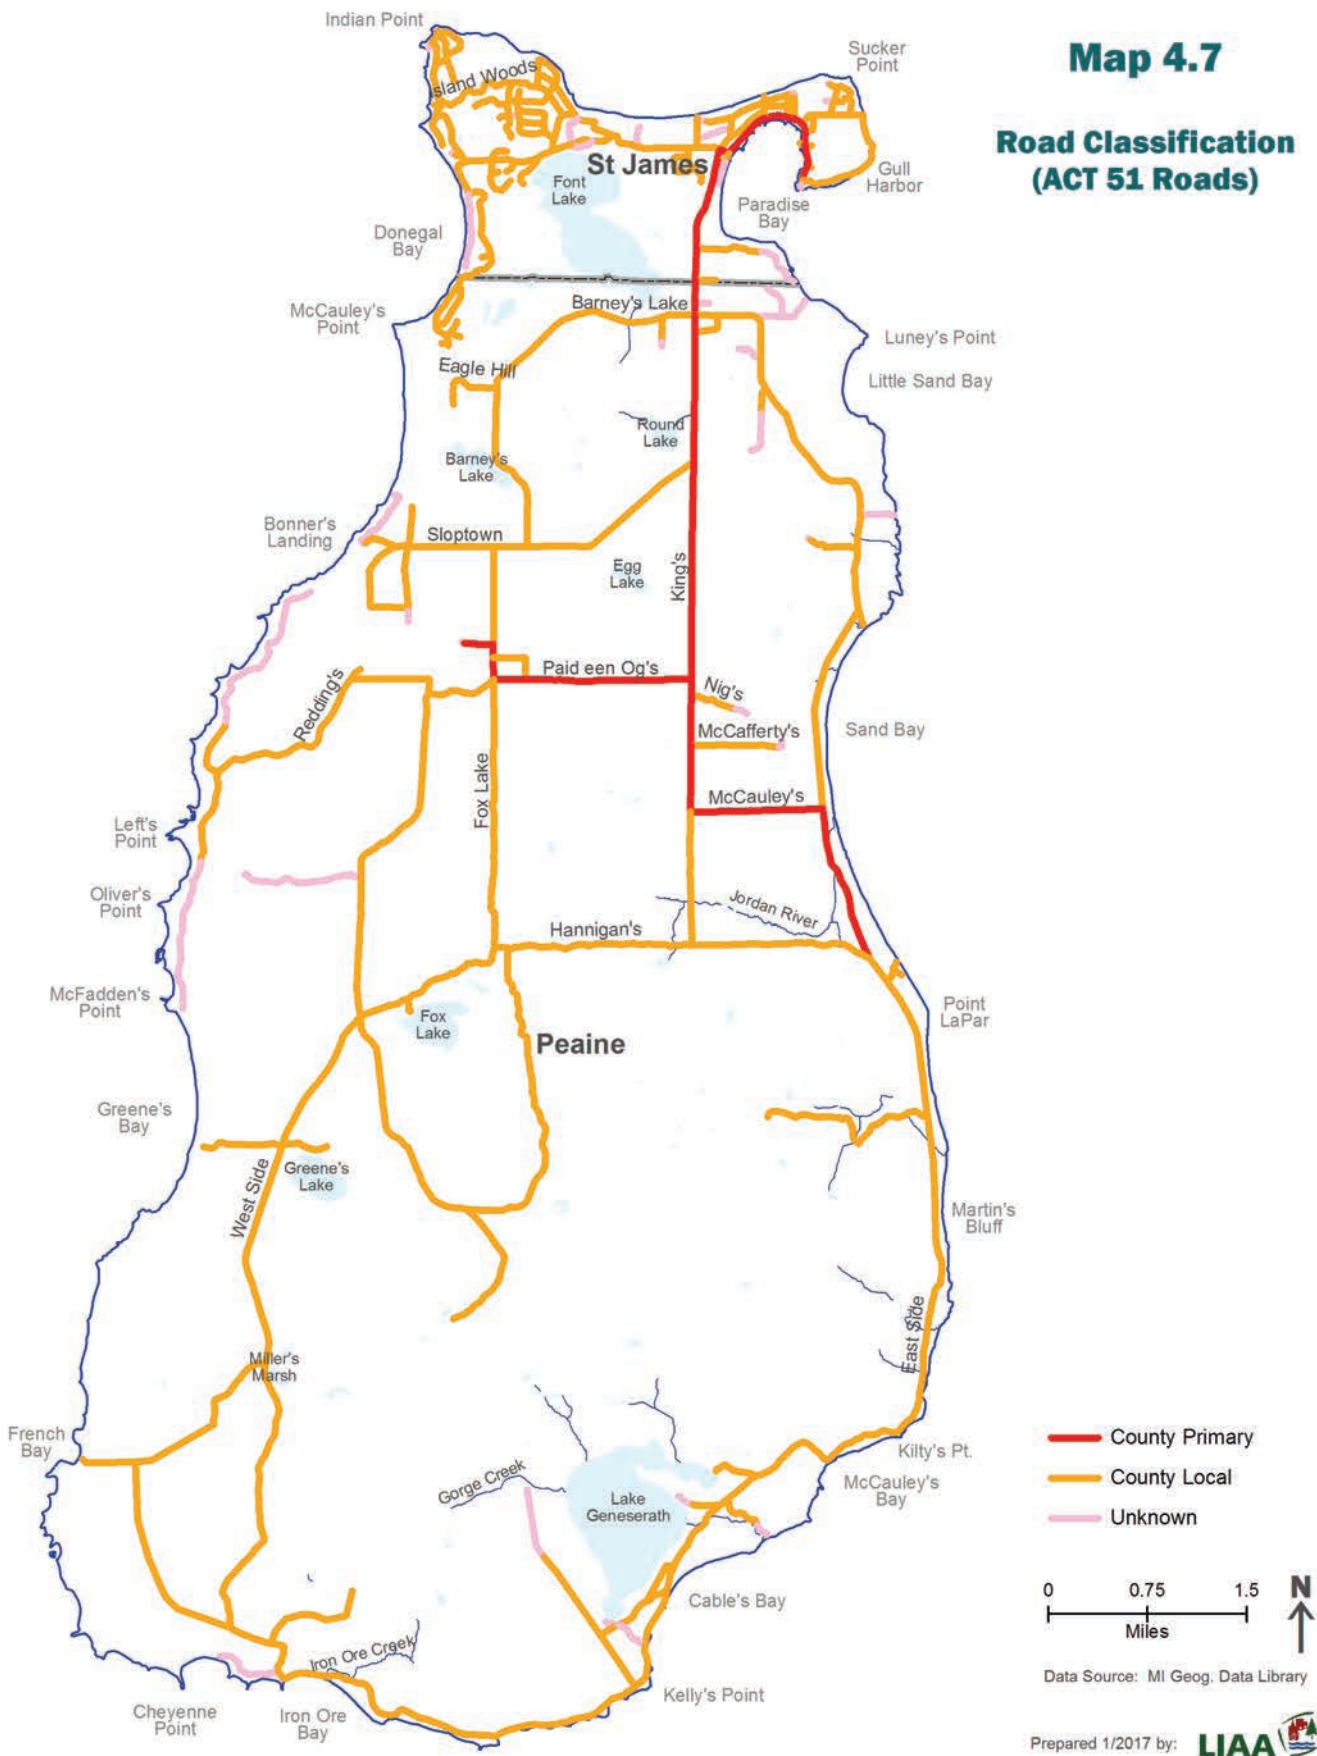 Indian Point
Map 4.7
Sucker
Point
Island Woods
Road Classification
(ACT 51 Roads)
St James
Gull
Harbor
Font
Lake
Paradise
Bay
Donegal
Bay
McCauley's
Point
Barney's Lake
Luney's Point
Eagle Hill
Little Sand Bay
Round
Lake
Barney's
Lake
Bonner's
Landing
Sloptown
Egg
Lake
King's
Paid een Og's
Redding's
Nig's
McCafferty's
Sand Bay
Fox Lake
McCauley's
Left's
Point
Oliver's
Point
Jordan River
Hannigan's
McFadden's
Point
Point
LaPar
Fox
Lake
Peaine
Greene's
Bay
Greene's
Lake
West Side
Martin's
Bluff
East Side
Miller's
Marsh
French
Bay
Kilty's Pt.
McCauley's
Bay
Gorge Creek
Lake
Geneserath
County Primary
County Local
Unknown
Cable's Bay
0 0.75 1.5
Miles
N
Iron Ore Creek
Data Source: MI Geog. Data Library
Kelly's Point
Cheyenne
Point
Iron Ore
Bay
Prepared 1/2017 by:
LIAA